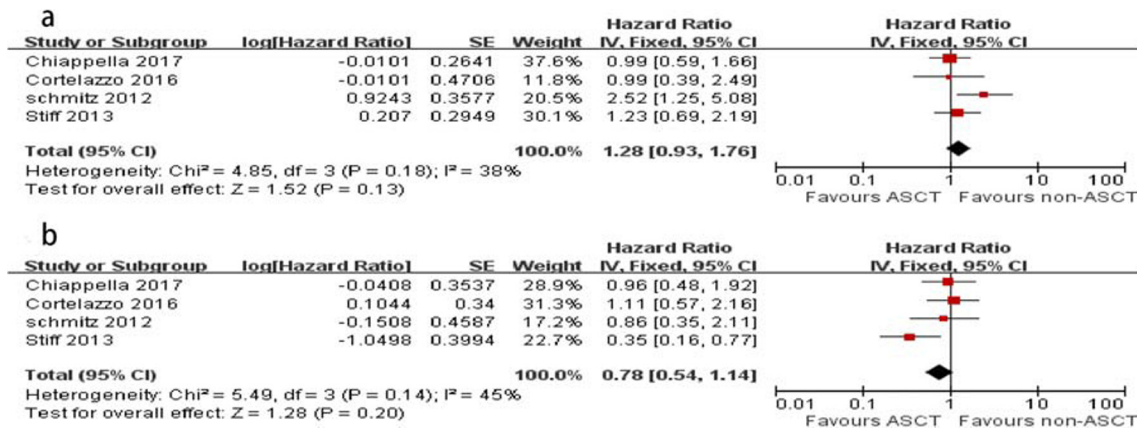 a
Hazard Ratio Hazard Ratio
Study or Subgroup log[Hazard Ratio] SE Weight IV, Fixed, 95% CI IV, Fixed, 95% CI
Chiappella 2017 -0.0101 0.2641 37.6% 0.99 [0.59, 1.66]
Cortelazzo 2016 -0.0101 0.4706 11.8% 0.99 [0.39, 2.49]
schmitz 2012 0.9243 0.3577 20.5% 2.52 [1.25, 5.08]
Stiff 2013 0.207 0.2949 30.1% 1.23 [0.69, 2.19]
Total (95% CI) 100.0% 1.28 [0.93, 1.76]
Heterogeneity: Chi² = 4.85, df = 3 (P = 0.18); I² = 38%
Test for overall effect: Z = 1.52 (P = 0.13)
0.01 0.1 1 10 100
Favours ASCT Favours non-ASCT
b
Hazard Ratio Hazard Ratio
Study or Subgroup log[Hazard Ratio] SE Weight IV, Fixed, 95% CI IV, Fixed, 95% CI
Chiappella 2017 -0.0408 0.3537 28.9% 0.96 [0.48, 1.92]
Cortelazzo 2016 0.1044 0.34 31.3% 1.11 [0.57, 2.16]
schmitz 2012 -0.1508 0.4587 17.2% 0.86 [0.35, 2.11]
Stiff 2013 -1.0498 0.3994 22.7% 0.35 [0.16, 0.77]
Total (95% CI) 100.0% 0.78 [0.54, 1.14]
Heterogeneity: Chi² = 5.49, df = 3 (P = 0.14); I² = 45%
Test for overall effect: Z = 1.28 (P = 0.20)
0.01 0.1 1 10 100
Favours ASCT Favours non-ASCT